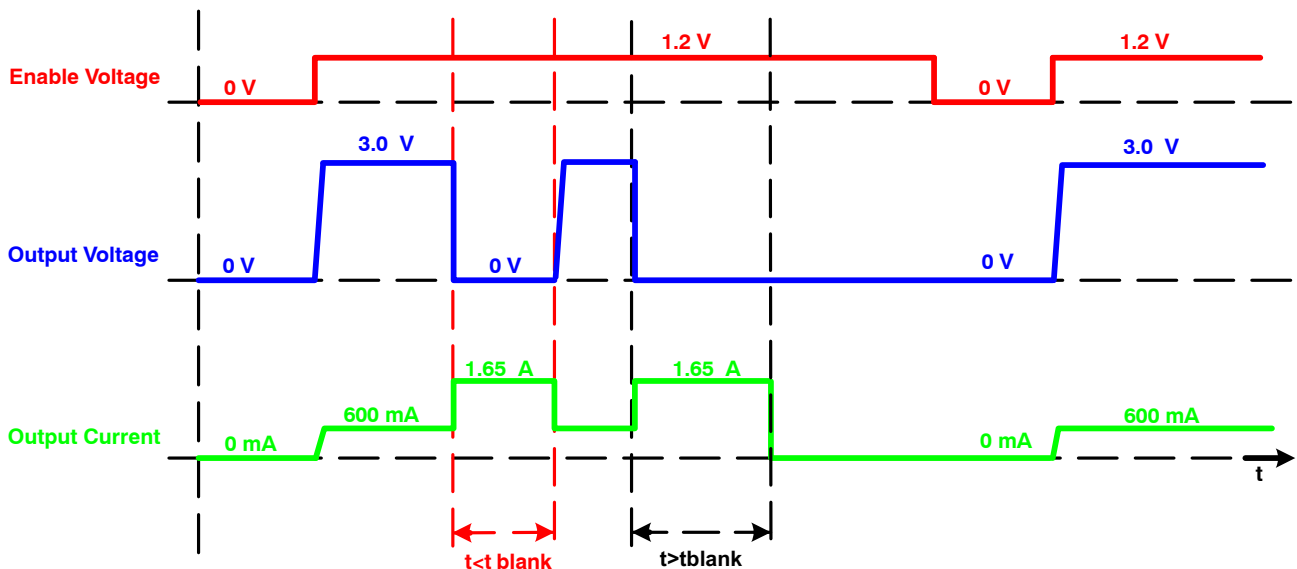 1.2 V
1.2 V
Enable Voltage
0 V
0 V
3.0 V
3.0 V
Output Voltage
0 V
0 V
0 V
1.65 A
1.65 A
600 mA
600 mA
Output Current
0 mA
0 mA
t
t<t blank
t>tblank